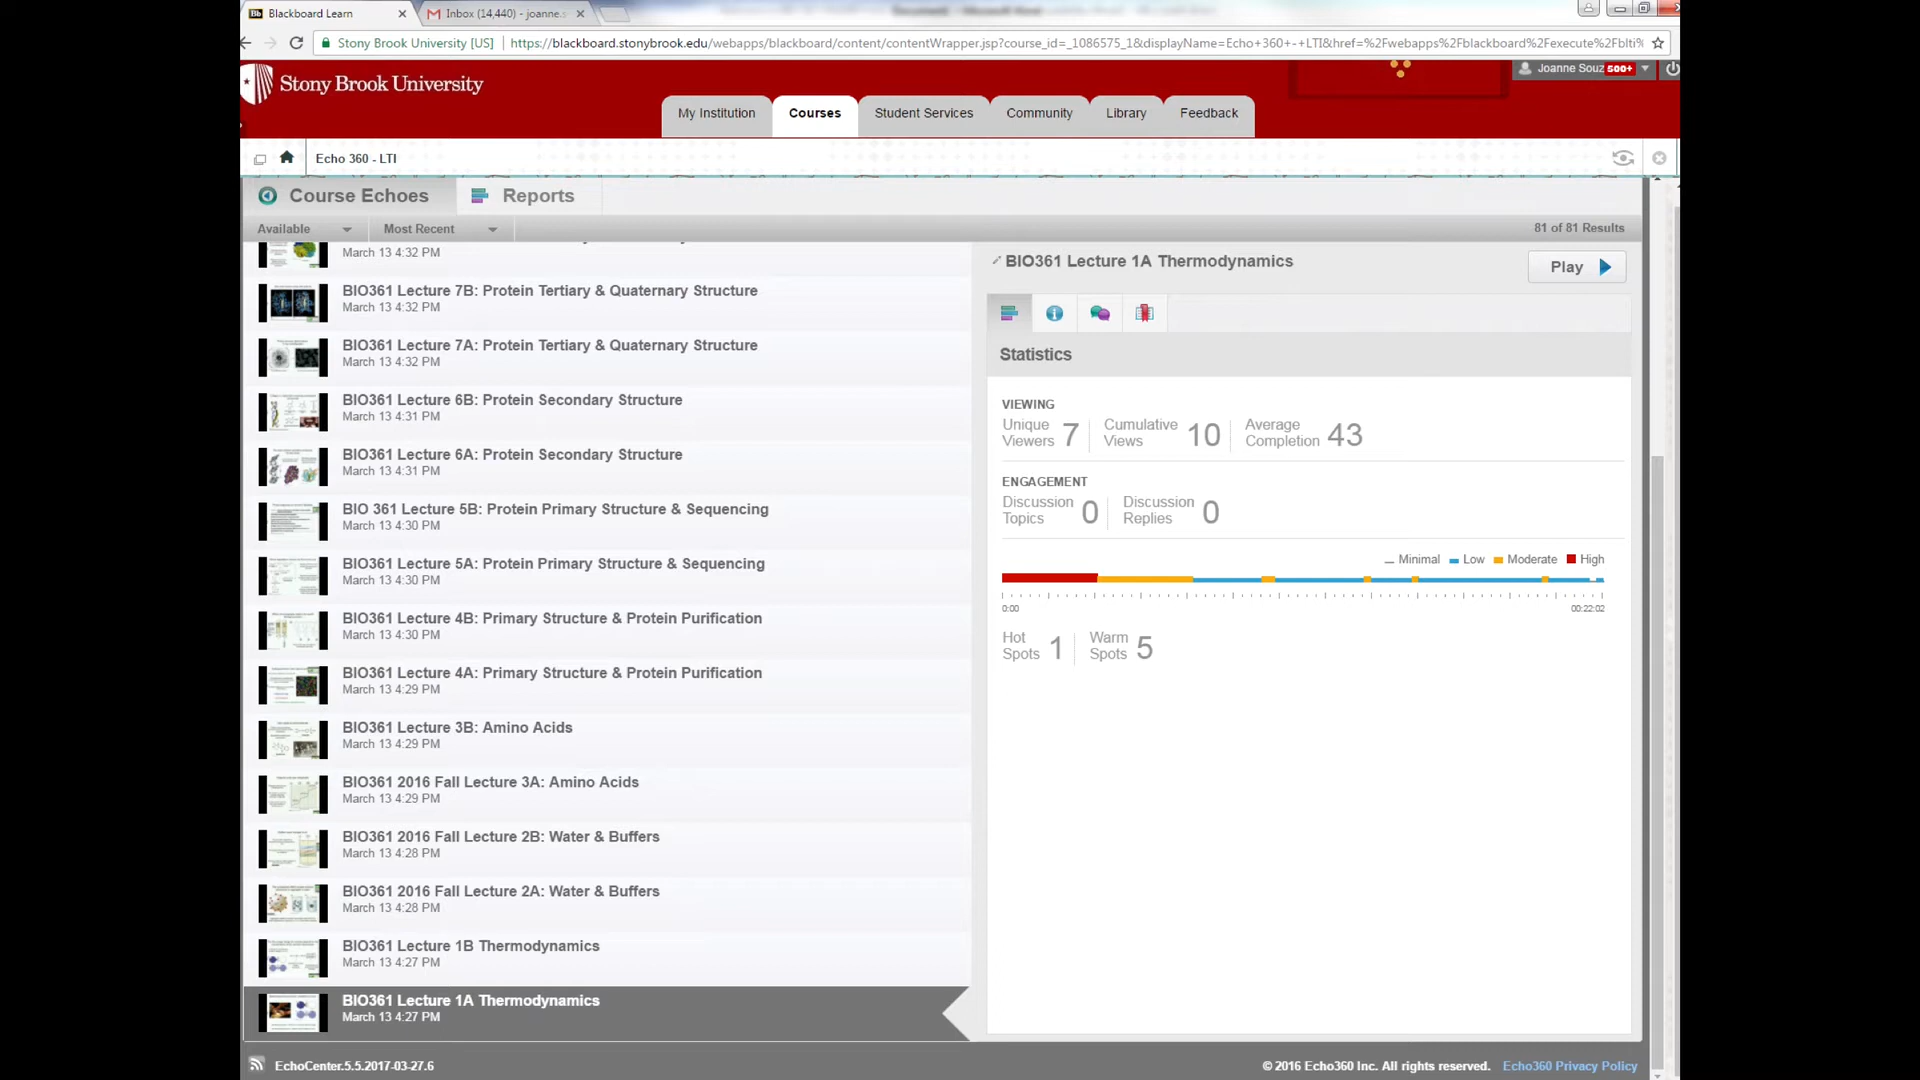 Blackboard Learn
Inbox (14,440) - joanne.s
Stony Brook University [US]
https://blackboard.stonybrook.edu/webapps/blackboard/content/contentWrapper.jsp?course_id=_1086575_1&displayName=Echo+360+-+LTI&href=%2Fwebapps%2Fblackboard%2Fexecute%2Fblti%
Stony Brook University
Joanne Souz 500+
My Institution
Courses
Student Services
Community
Library
Feedback
Echo 360 - LTI
Course Echoes
Reports
Available
Most Recent
81 of 81 Results
March 13 4:32 PM
BIO361 Lecture 7B: Protein Tertiary & Quaternary Structure
March 13 4:32 PM
BIO361 Lecture 7A: Protein Tertiary & Quaternary Structure
March 13 4:32 PM
BIO361 Lecture 6B: Protein Secondary Structure
March 13 4:31 PM
BIO361 Lecture 6A: Protein Secondary Structure
March 13 4:31 PM
BIO 361 Lecture 5B: Protein Primary Structure & Sequencing
March 13 4:30 PM
BIO361 Lecture 5A: Protein Primary Structure & Sequencing
March 13 4:30 PM
BIO361 Lecture 4B: Primary Structure & Protein Purification
March 13 4:30 PM
BIO361 Lecture 4A: Primary Structure & Protein Purification
March 13 4:29 PM
BIO361 Lecture 3B: Amino Acids
March 13 4:29 PM
BIO361 2016 Fall Lecture 3A: Amino Acids
March 13 4:29 PM
BIO361 2016 Fall Lecture 2B: Water & Buffers
March 13 4:28 PM
BIO361 2016 Fall Lecture 2A: Water & Buffers
March 13 4:28 PM
BIO361 Lecture 1B Thermodynamics
March 13 4:27 PM
BIO361 Lecture 1A Thermodynamics
March 13 4:27 PM
BIO361 Lecture 1A Thermodynamics
Play
Statistics
VIEWING
Unique Viewers 7
Cumulative Views 10
Average Completion 43
ENGAGEMENT
Discussion Topics 0
Discussion Replies 0
Minimal Low Moderate High
0:00
00:22:02
Hot Spots 1
Warm Spots 5
EchoCenter.5.5.2017-03-27.6
© 2016 Echo360 Inc. All rights reserved. Echo360 Privacy Policy